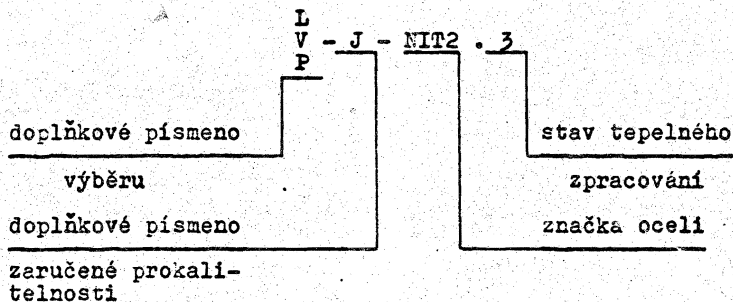 L
V - J - NIT2 . 3
P
doplňkové písmeno
výběru
stav tepelného
zpracování
doplňkové písmeno
zaručené prokali-
telnosti
značka oceli